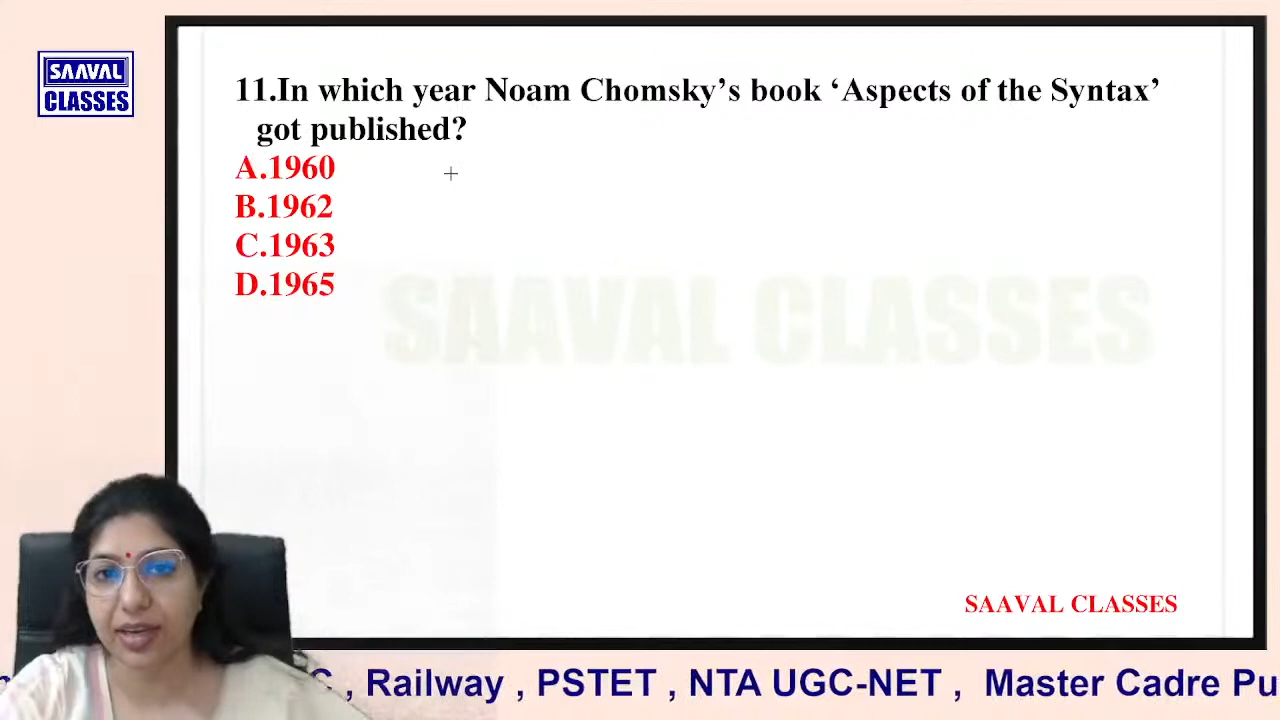 SAAVAL
CLASSES
11.In which year Noam Chomsky’s book ‘Aspects of the Syntax’
got published?
A.1960
B.1962
C.1963
D.1965
SAAVAL CLASSES
SAAVAL CLASSES
, Railway , PSTET , NTA UGC-NET , Master Cadre Pu